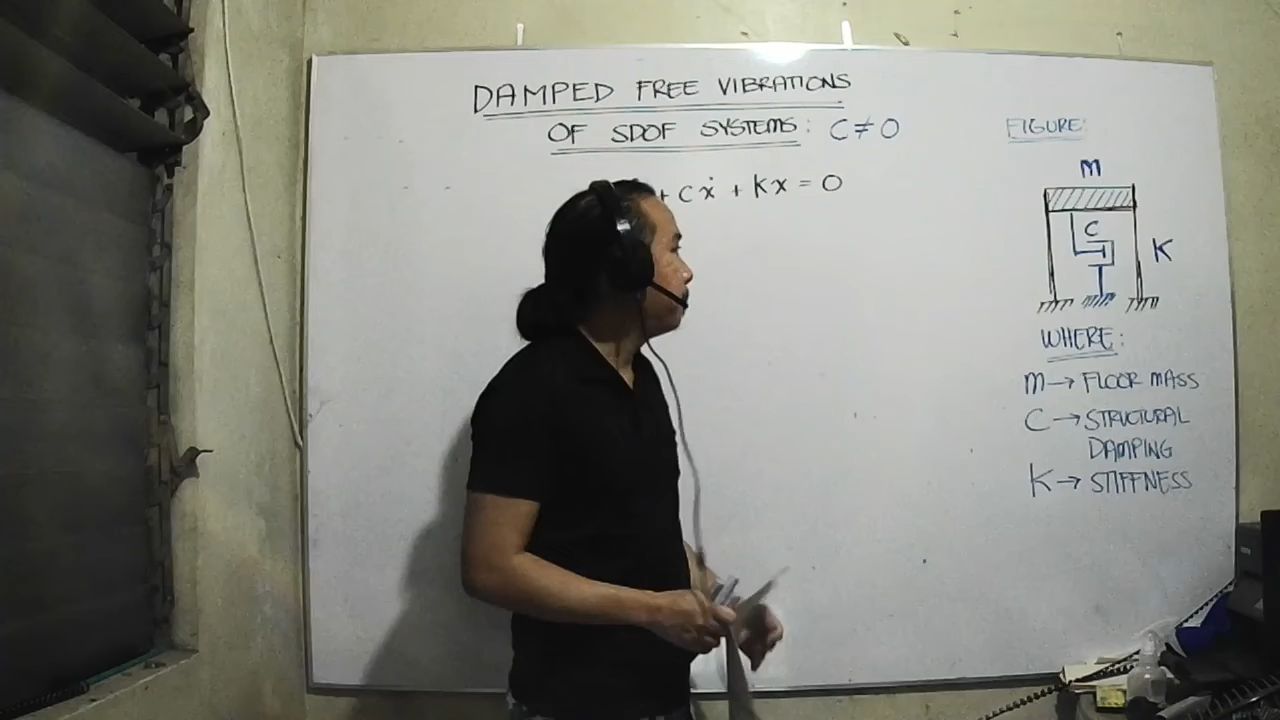 DAMPED FREE VIBRATIONS
OF SDOF SYSTEMS: C≠0
+ Cẋ + Kx = 0
FIGURE:
M
C
K
WHERE:
M → FLOOR MASS
C → STRUCTURAL
DAMPING
K → STIFFNESS